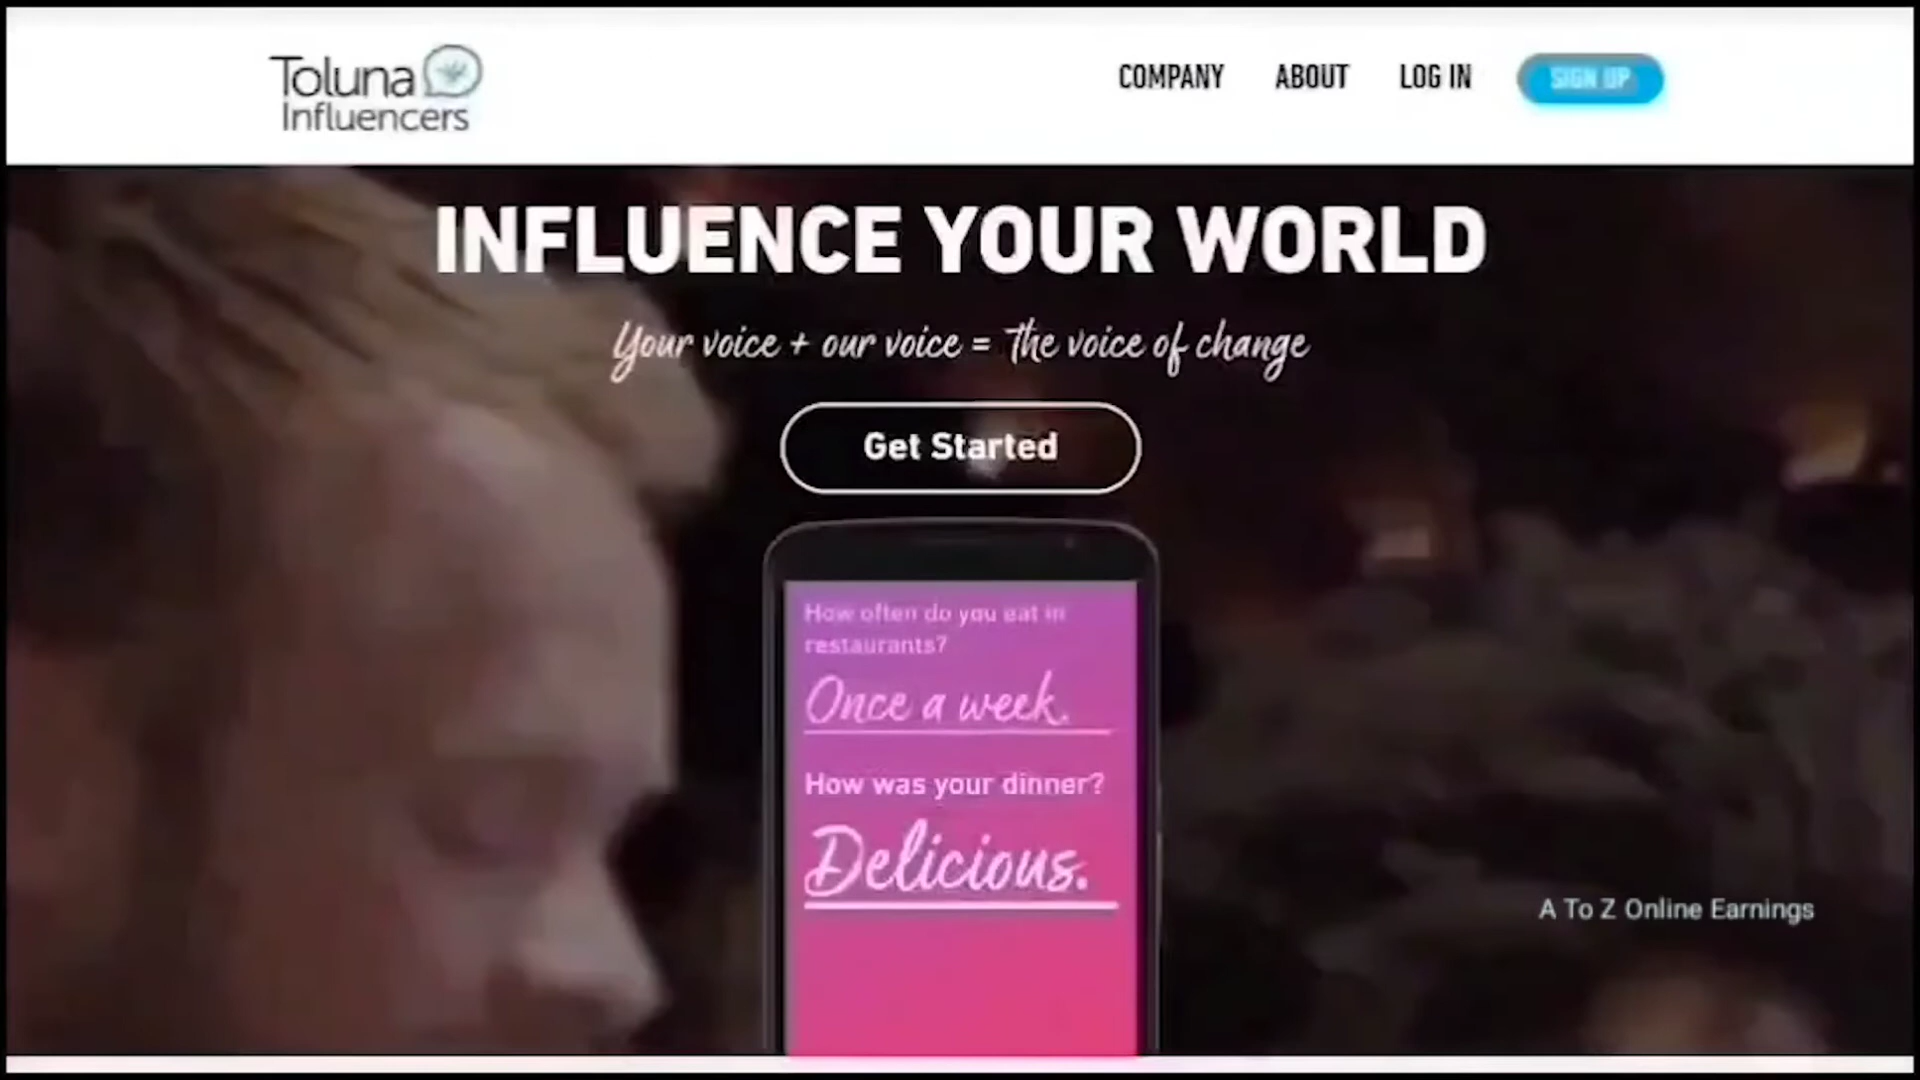 Toluna
Influencers
COMPANY ABOUT LOG IN SIGN UP
INFLUENCE YOUR WORLD
Your voice + our voice = the voice of change
Get Started
How often do you eat in
restaurants?
Once a week.
How was your dinner?
Delicious.
A To Z Online Earnings